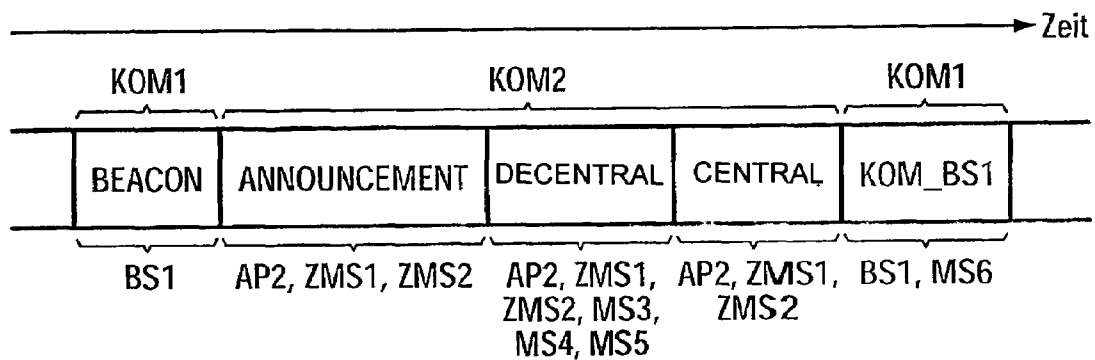 Zeit
KOM1 KOM2 KOM1
BEACON ANNOUNCEMENT DECENTRAL CENTRAL KOM_BS1
BS1 AP2, ZMS1, ZMS2 AP2, ZMS1, AP2, ZMS1, BS1, MS6
ZMS2, MS3, ZMS2
MS4, MS5